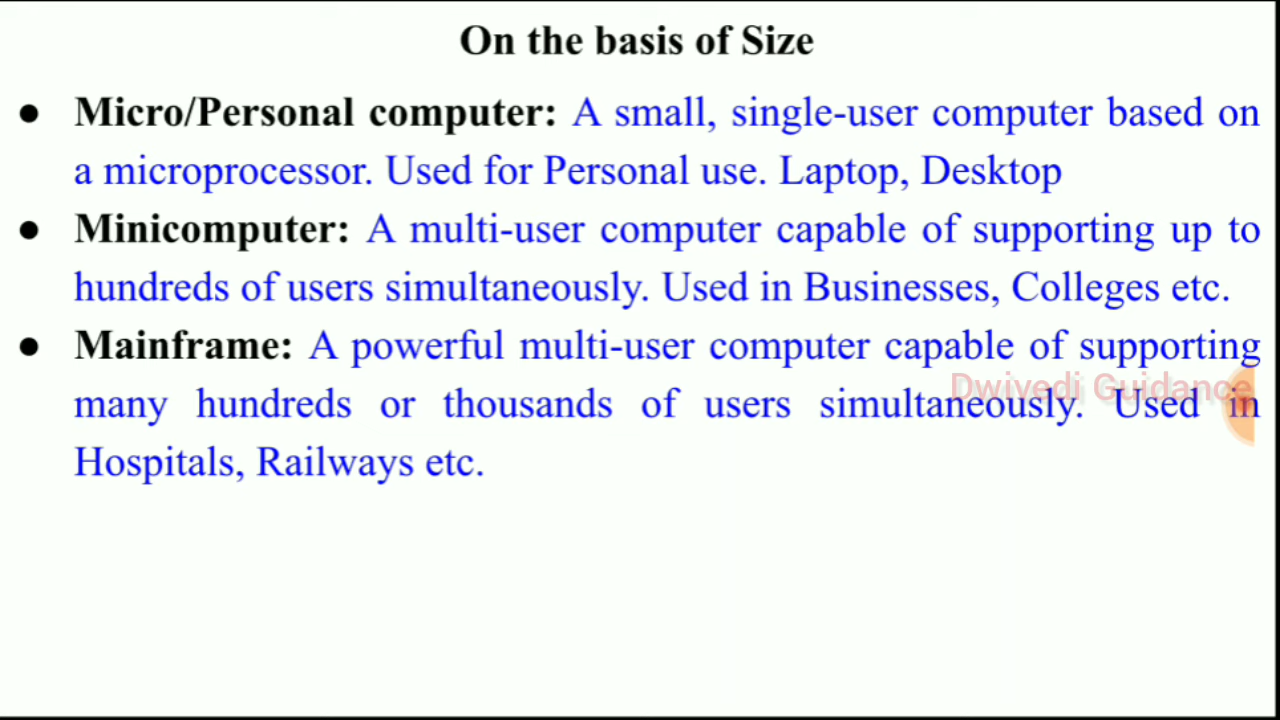 On the basis of Size
● Micro/Personal computer: A small, single-user computer based on
a microprocessor. Used for Personal use. Laptop, Desktop
● Minicomputer: A multi-user computer capable of supporting up to
hundreds of users simultaneously. Used in Businesses, Colleges etc.
● Mainframe: A powerful multi-user computer capable of supporting
Dwivedi Guidance
many hundreds or thousands of users simultaneously. Used in
Hospitals, Railways etc.